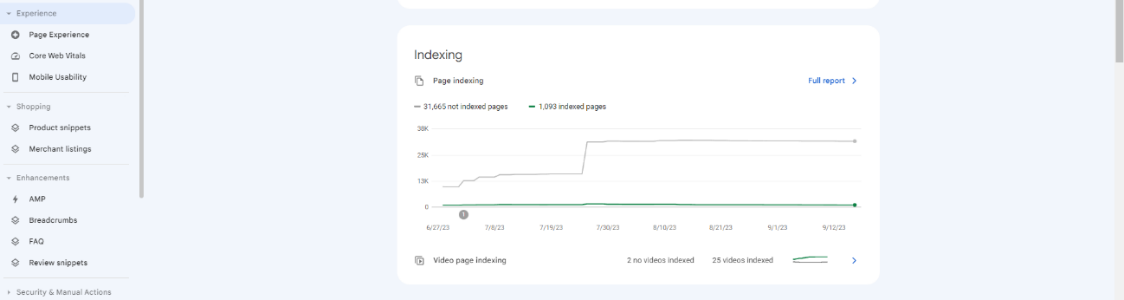 Experience
Page Experience
Core Web Vitals
Mobile Usability
Shopping
Product snippets
Merchant listings
Enhancements
AMP
Breadcrumbs
FAQ
Review snippets
Security & Manual Actions
Indexing
Page indexing
Full report
31,665 not indexed pages 1,093 indexed pages
38K
25K
13K
0
1
6/27/23 7/8/23 7/19/23 7/30/23 8/10/23 8/21/23 9/1/23 9/12/23
Video page indexing 2 no videos indexed 25 videos indexed